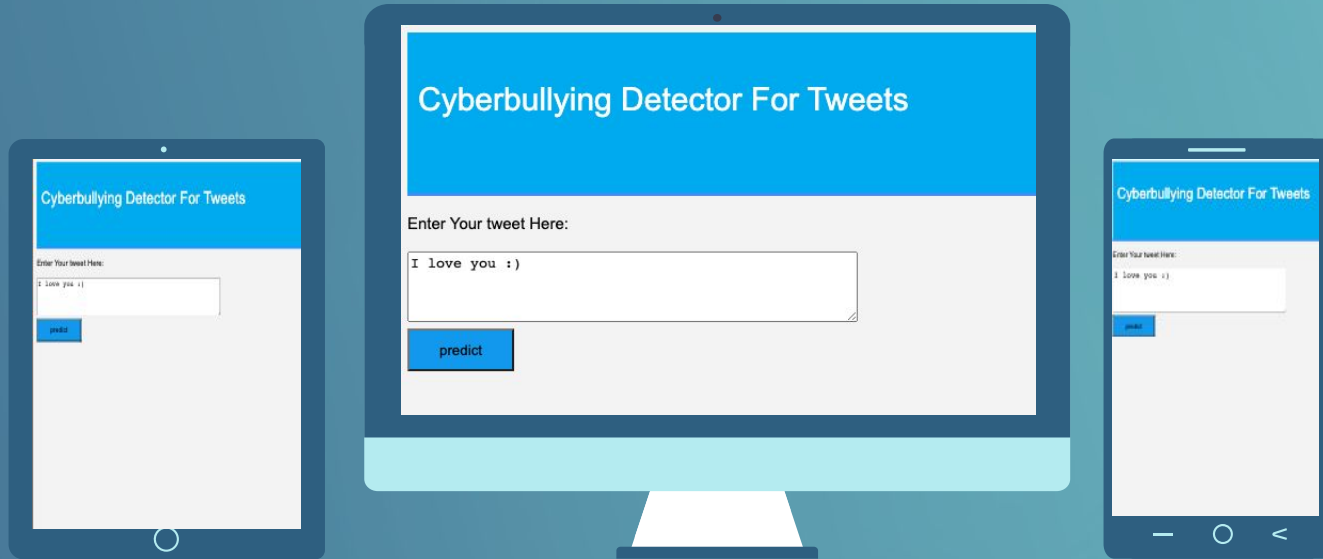 Cyberbullying Detector For Tweets
Enter Your tweet Here:
I love you :)
predict
Cyberbullying Detector For Tweets
Enter Your tweet Here:
I love you :)
predict
Cyberbullying Detector For Tweets
Enter Your tweet Here:
I love you :)
predict